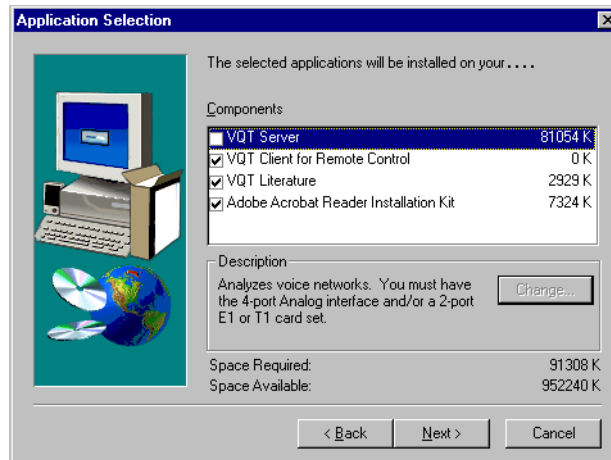 Application Selection
The selected applications will be installed on your....
Components
VQT Server 81054 K
VQT Client for Remote Control 0 K
VQT Literature 2929 K
Adobe Acrobat Reader Installation Kit 7324 K
Description
Analyzes voice networks. You must have
the 4-port Analog interface and/or a 2-port
E1 or T1 card set.
Change...
Space Required: 91308 K
Space Available: 952240 K
< Back
Next >
Cancel